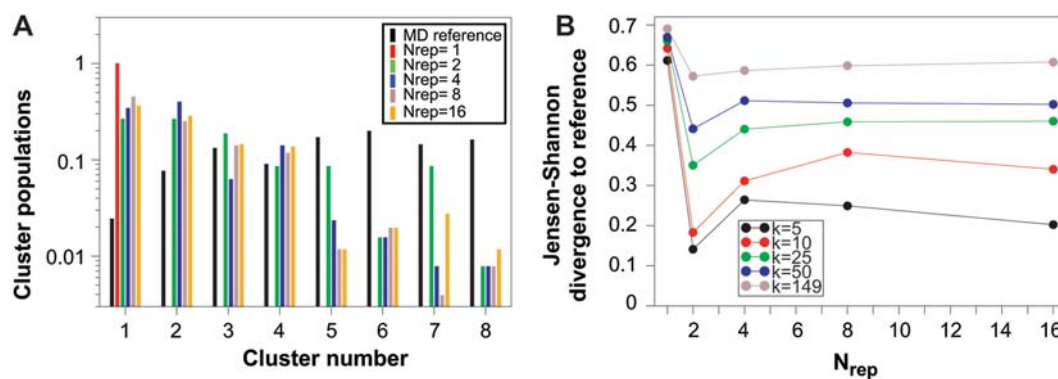 A
Cluster populations
1
0.1
0.01
1 2 3 4 5 6 7 8
Cluster number
MD reference
Nrep= 1
Nrep= 2
Nrep= 4
Nrep= 8
Nrep=16
B
Jensen-Shannon
divergence to reference
0.7
0.6
0.5
0.4
0.3
0.2
0.1
0
2 4 6 8 10 12 14 16
Nrep
k=5
k=10
k=25
k=50
k=149